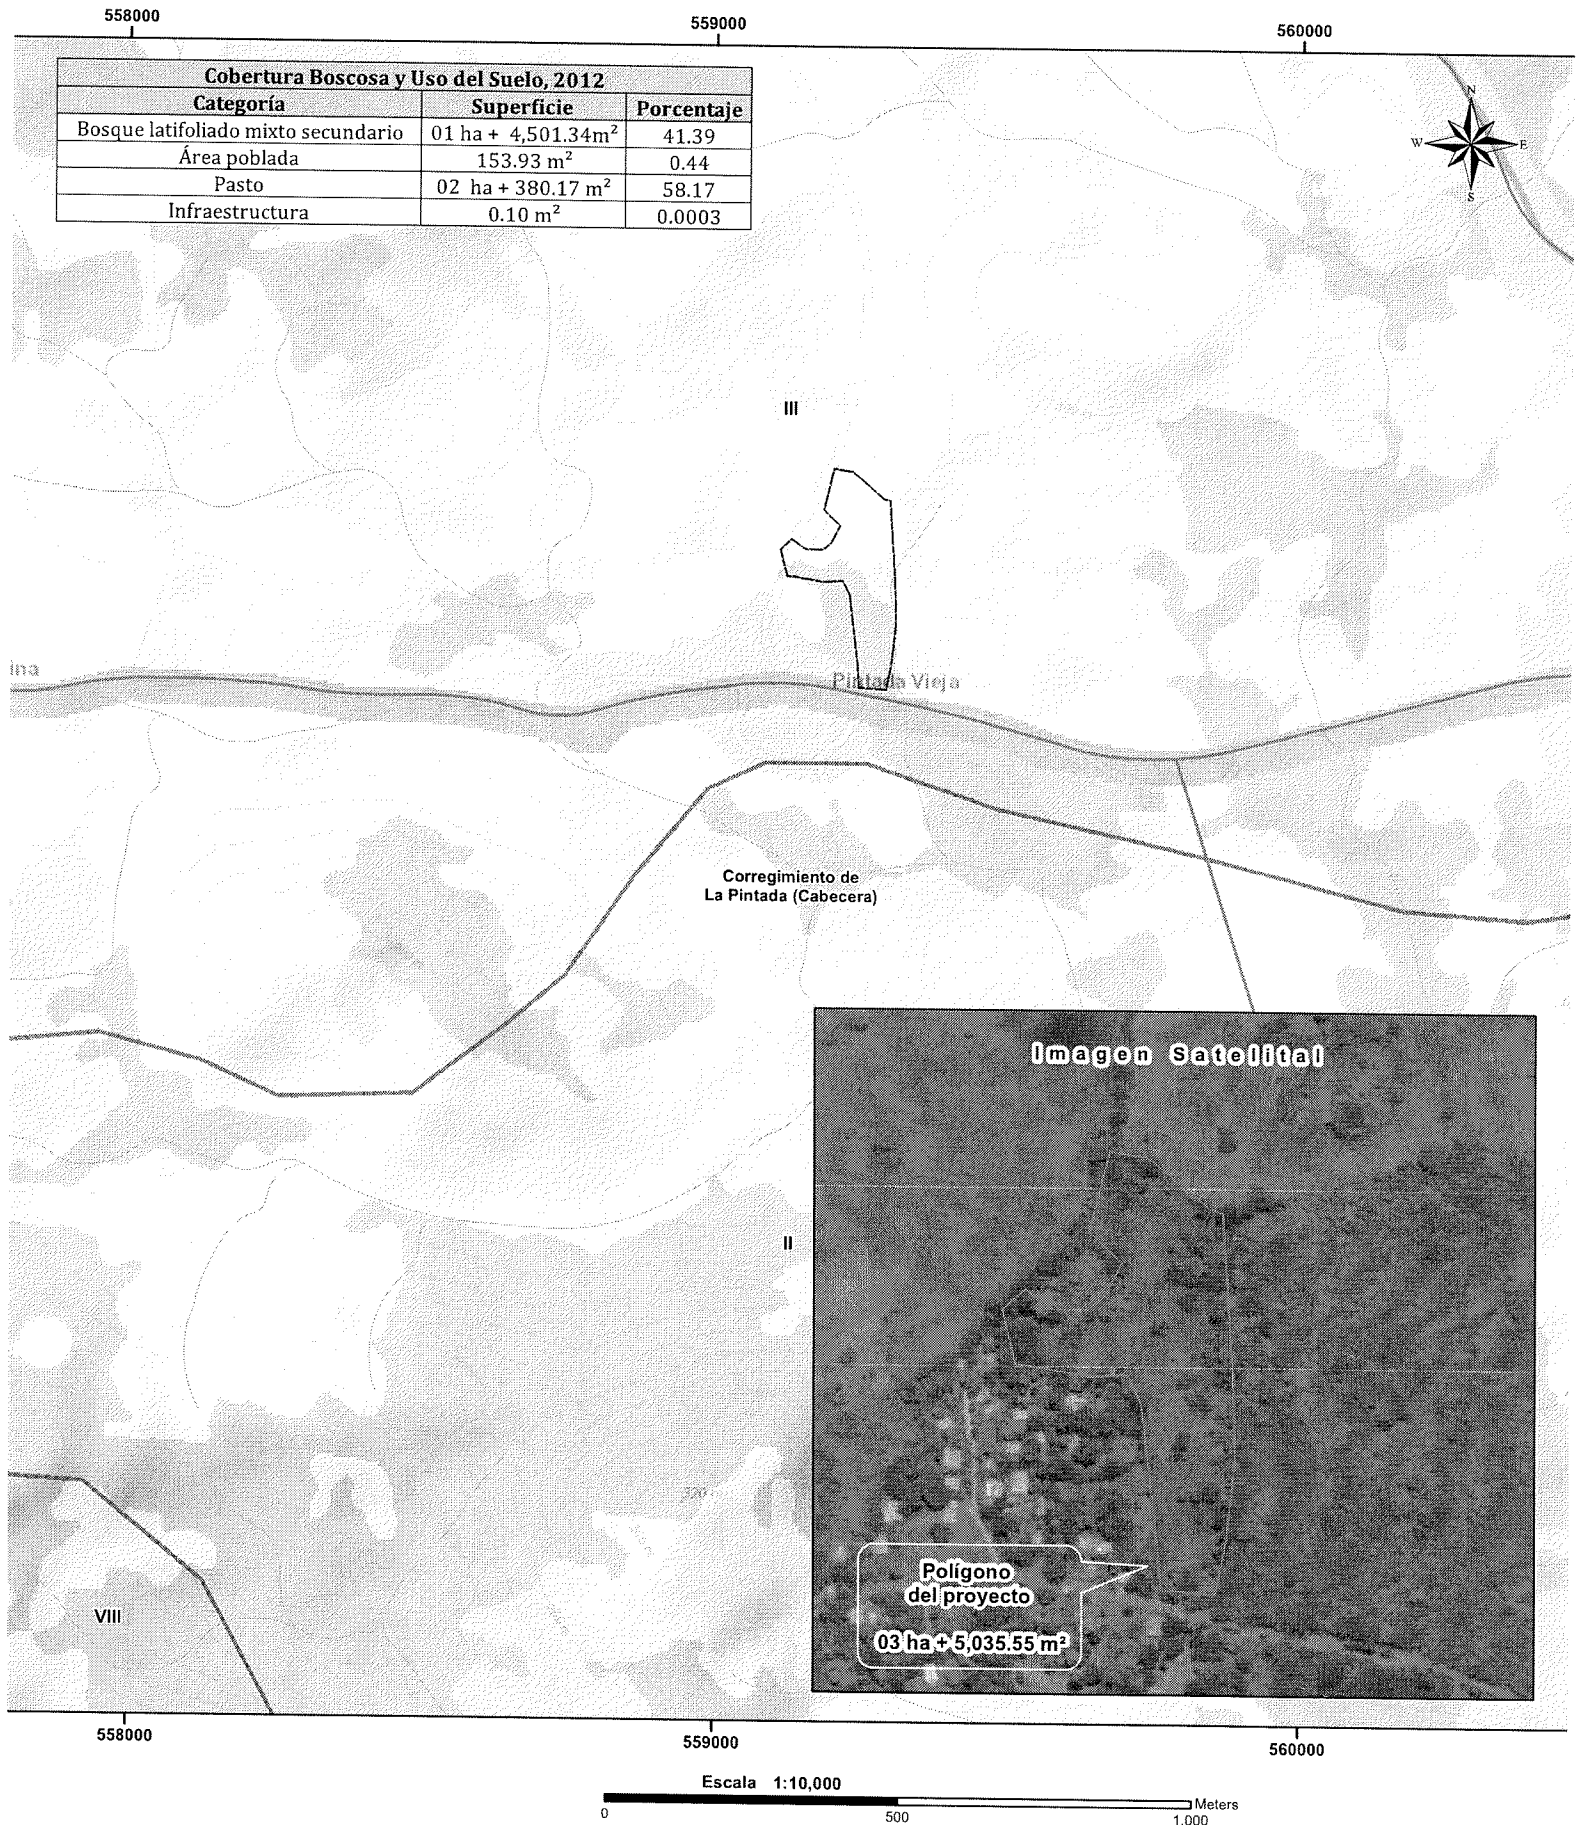 558000
559000
560000
Cobertura Boscosa y Uso del Suelo, 2012
Categoría Superficie Porcentaje
Bosque latifoliado mixto secundario 01 ha + 4,501.34m² 41.39
Área poblada 153.93 m² 0.44
Pasto 02 ha + 380.17 m² 58.17
Infraestructura 0.10 m² 0.0003
N
W E
S
III
ina
Pintada Vieja
Corregimiento de
La Pintada (Cabecera)
Imagen Satelital
II
320
VIII
Polígono
del proyecto
03 ha + 5,035.55 m²
558000
559000
560000
Escala 1:10,000
Meters
0 500 1,000